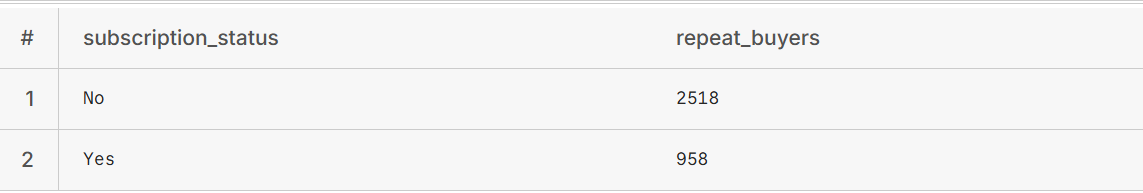 # subscription_status repeat_buyers
1 No 2518
2 Yes 958